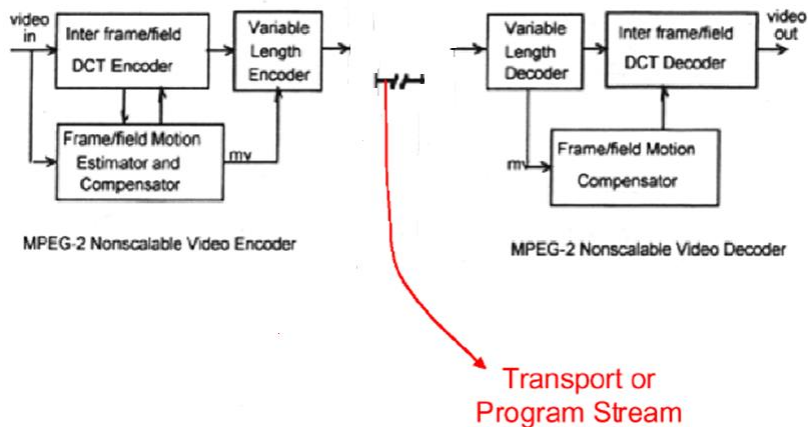 video
in
Inter frame/field
DCT Encoder
Variable
Length
Encoder
Frame/field Motion
Estimator and
Compensator
mv
MPEG-2 Nonscalable Video Encoder
Variable
Length
Decoder
Inter frame/field
DCT Decoder
video
out
mv
Frame/field Motion
Compensator
MPEG-2 Nonscalable Video Decoder
Transport or
Program Stream